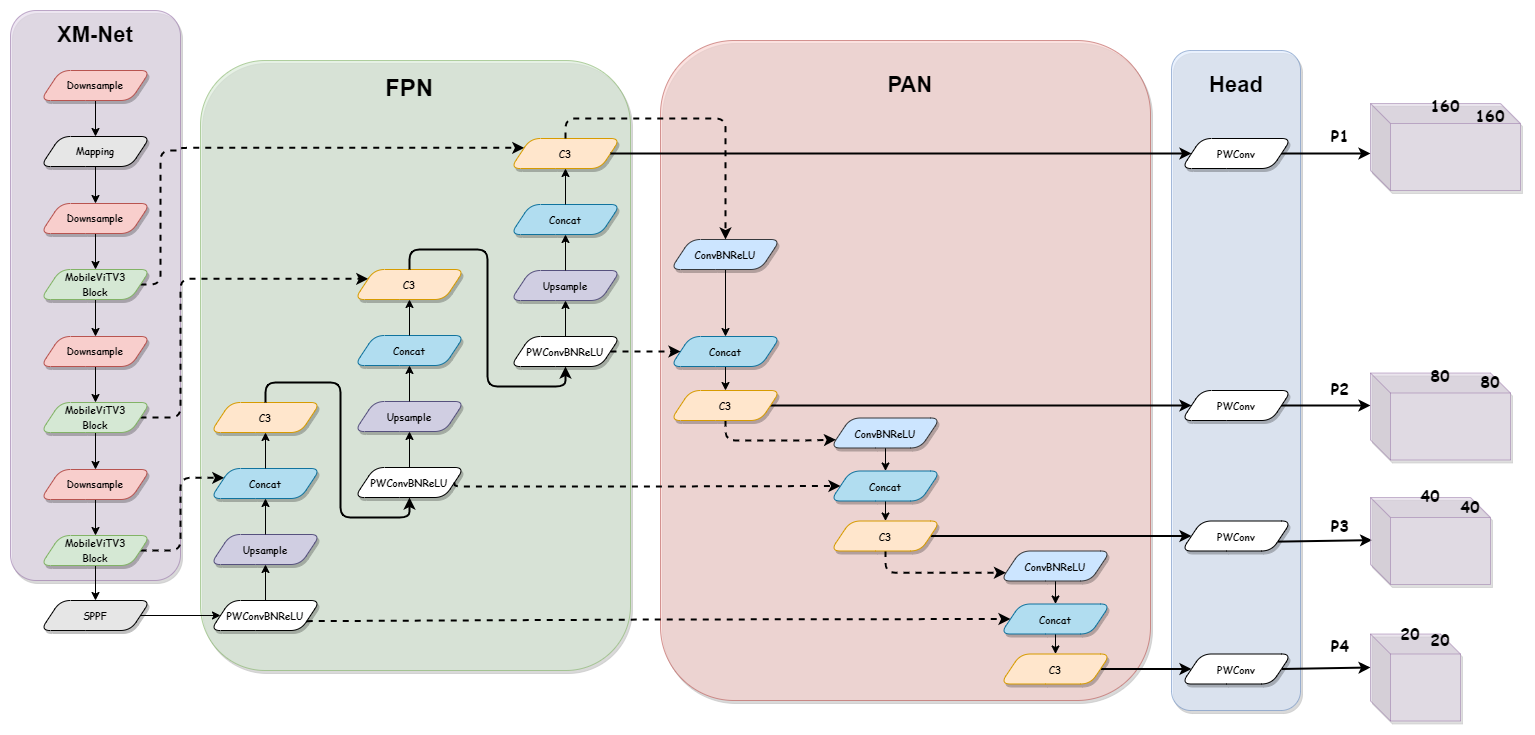 XM-Net
Downsample
Mapping
Downsample
MobileViTV3
Block
Downsample
MobileViTV3
Block
Downsample
MobileViTV3
Block
SPPF
FPN
C3
Concat
Upsample
PWConvBNReLU
C3
Concat
Upsample
PWConvBNReLU
C3
Concat
Upsample
PWConvBNReLU
PAN
ConvBNReLU
Concat
C3
ConvBNReLU
Concat
C3
ConvBNReLU
Concat
C3
Head
PWConv
PWConv
PWConv
PWConv
P1
160
160
P2
80
80
P3
40
40
P4
20
20